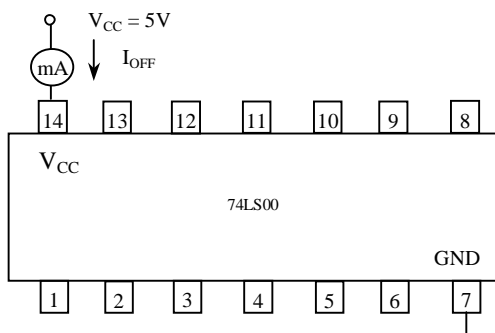 V_CC = 5V
I_OFF
mA
14 13 12 11 10 9 8
V_CC
74LS00
GND
1 2 3 4 5 6 7